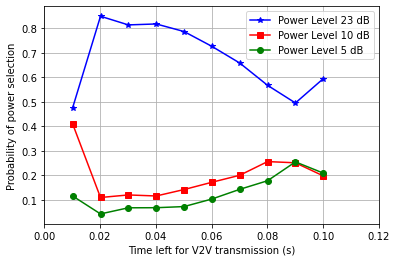 Power Level 23 dB
Power Level 10 dB
Power Level 5 dB
Probability of power selection
0.8
0.7
0.6
0.5
0.4
0.3
0.2
0.1
0.00 0.02 0.04 0.06 0.08 0.10 0.12
Time left for V2V transmission (s)